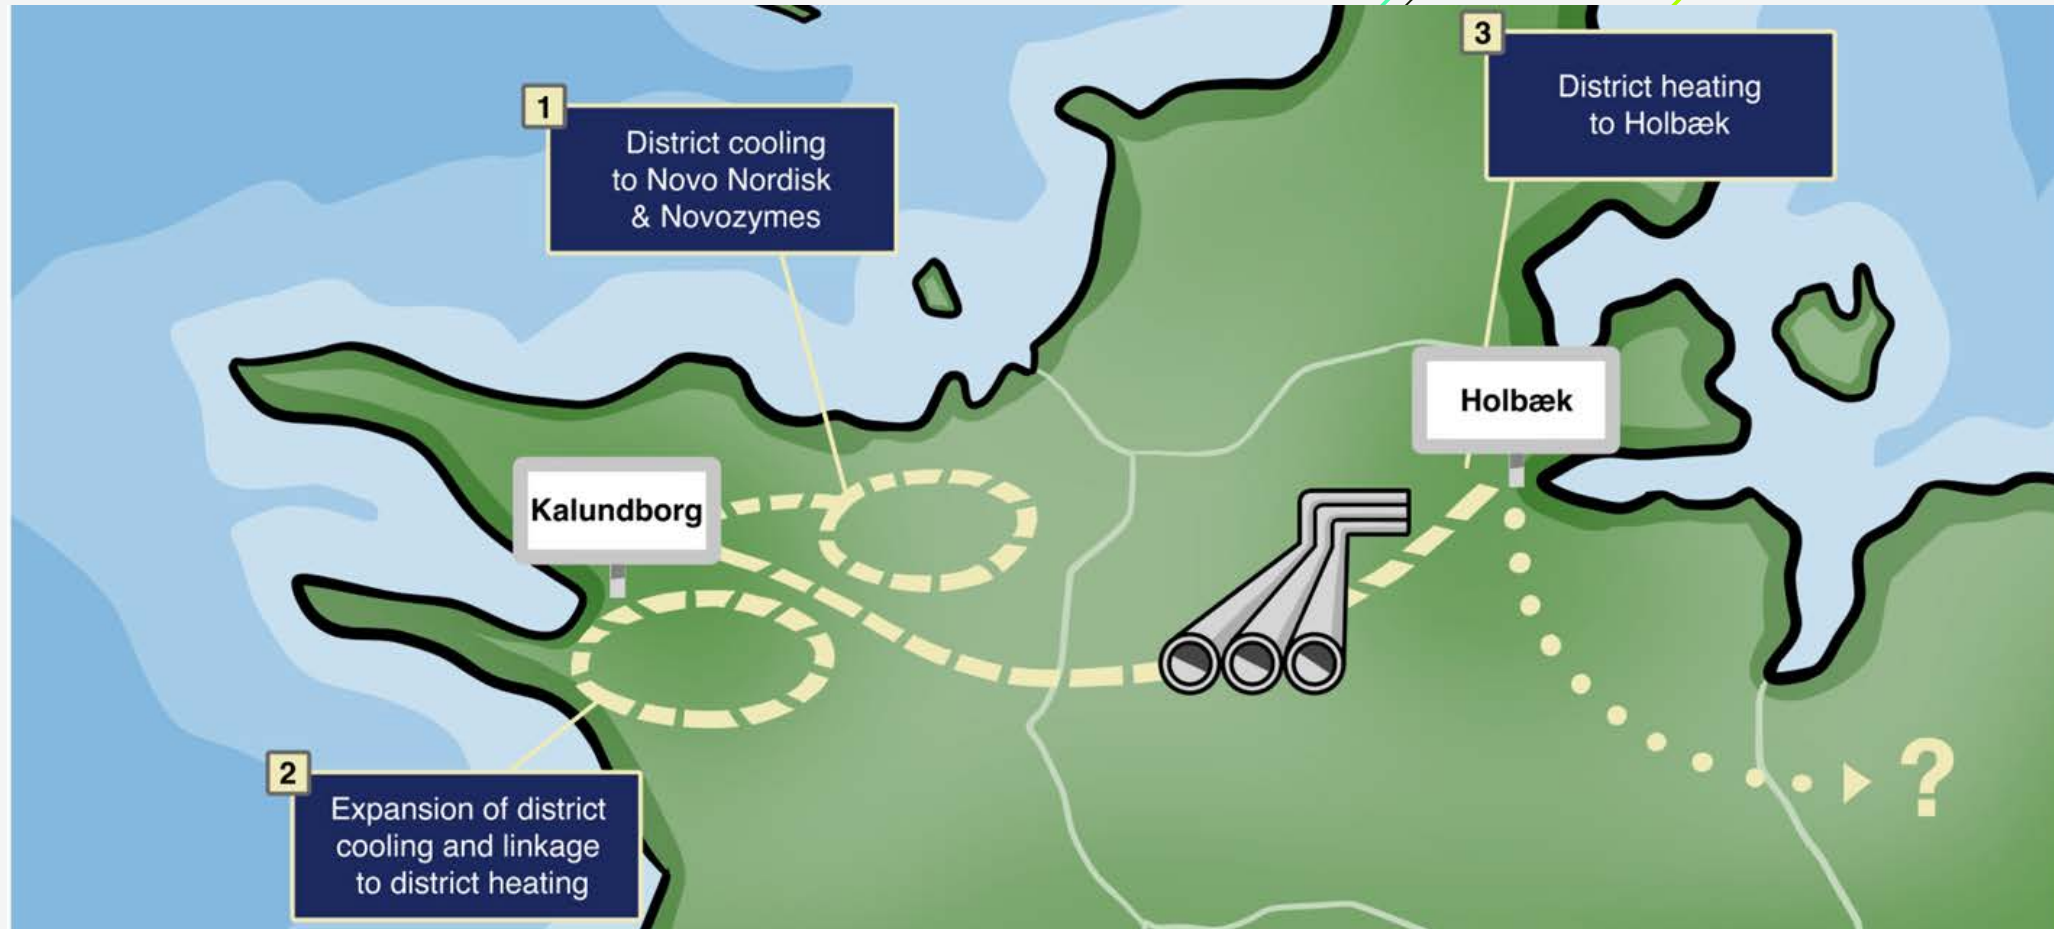 1
District cooling
to Novo Nordisk
& Novozymes
3
District heating
to Holbæk
Holbæk
Kalundborg
2
Expansion of district
cooling and linkage
to district heating
?